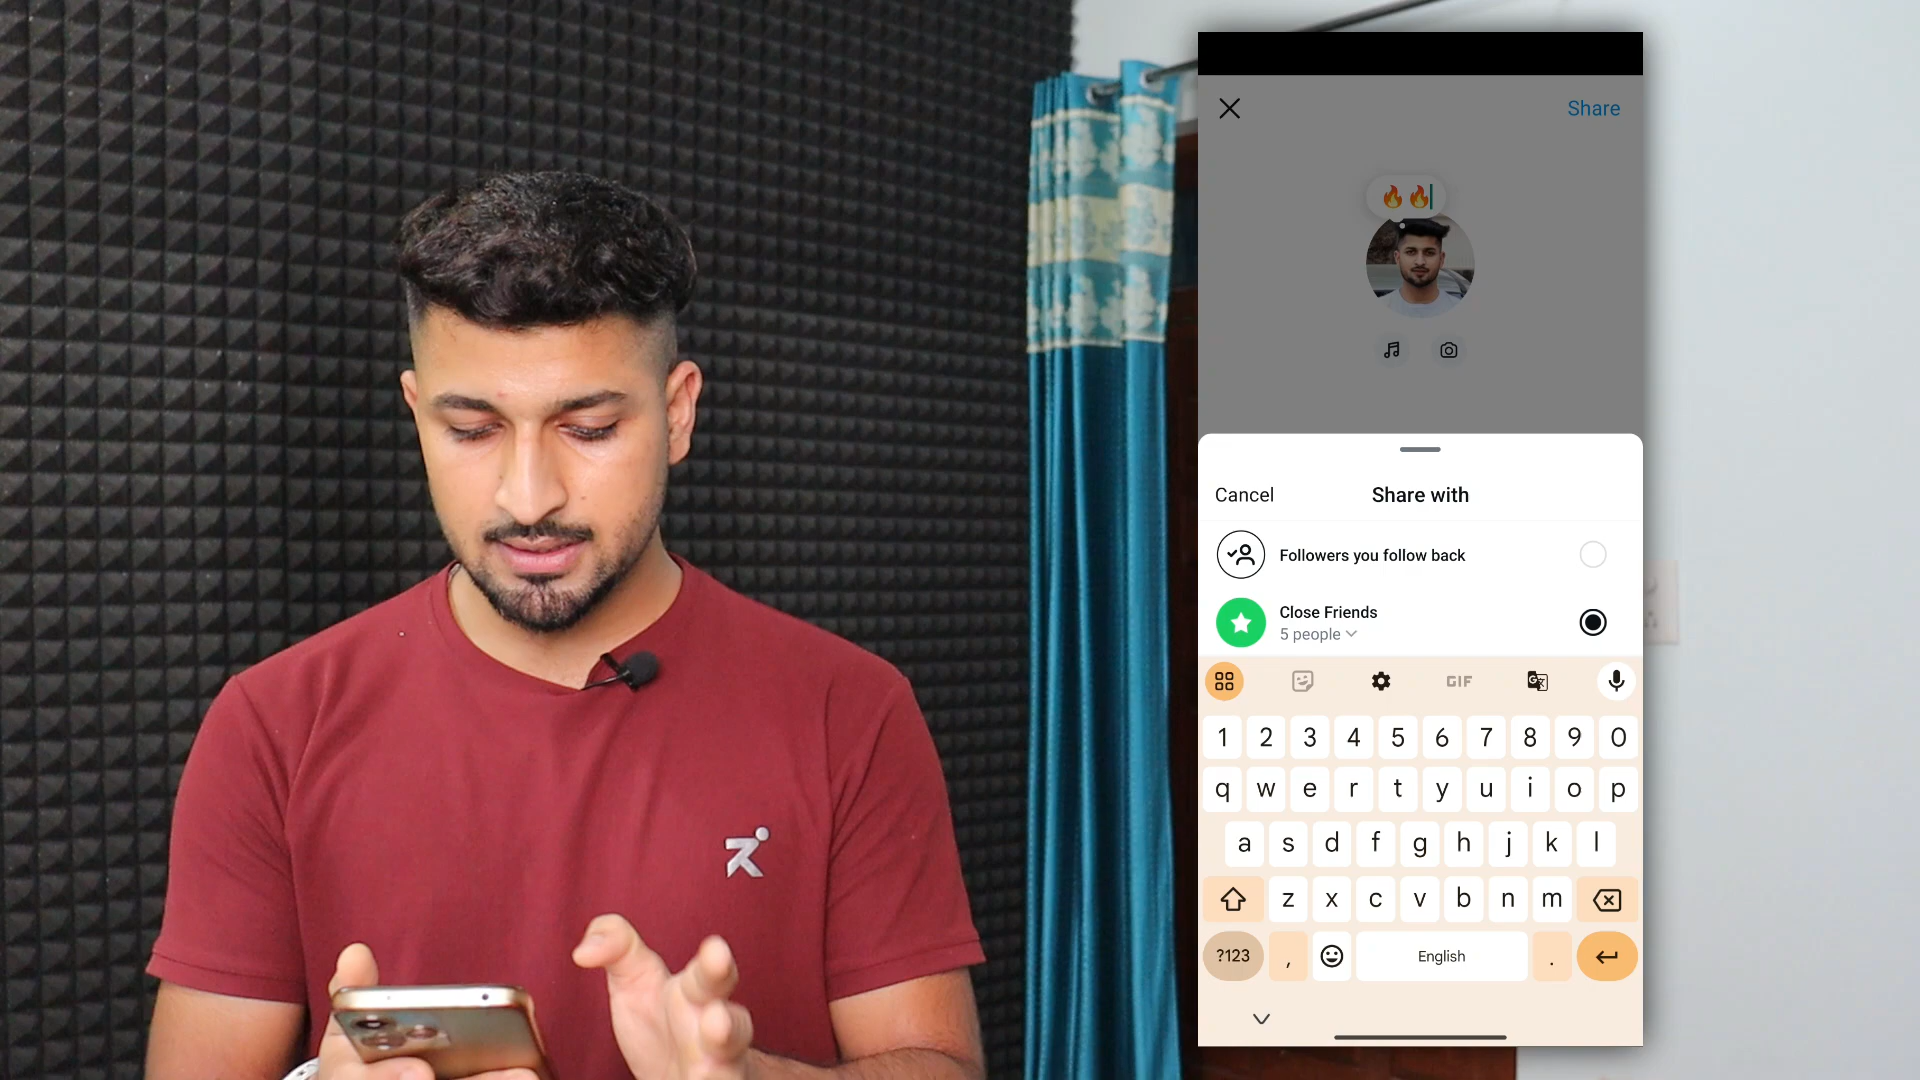 Share
🔥🔥
Cancel
Share with
Followers you follow back
Close Friends
5 people
GIF
1 2 3 4 5 6 7 8 9 0
q w e r t y u i o p
a s d f g h j k l
z x c v b n m
?123 , English .